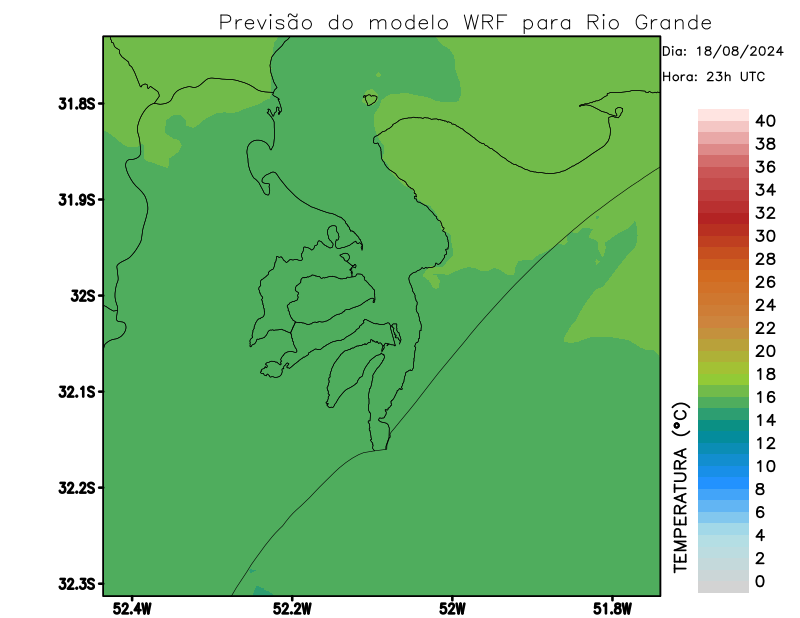 Previsão do modelo WRF para Rio Grande
Dia: 18/08/2024
Hora: 23h UTC
31.8S
31.9S
32S
32.1S
32.2S
32.3S
52.4W
52.2W
52W
51.8W
TEMPERATURA (°C)
40
38
36
34
32
30
28
26
24
22
20
18
16
14
12
10
8
6
4
2
0